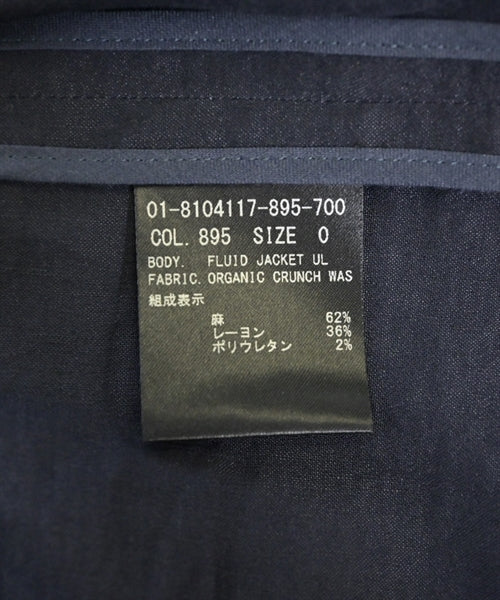 01-8104117-895-700
COL. 895 SIZE 0
BODY. FLUID JACKET UL
FABRIC. ORGANIC CRUNCH WAS
組成表示
麻 62%
レーヨン 36%
ポリウレタン 2%